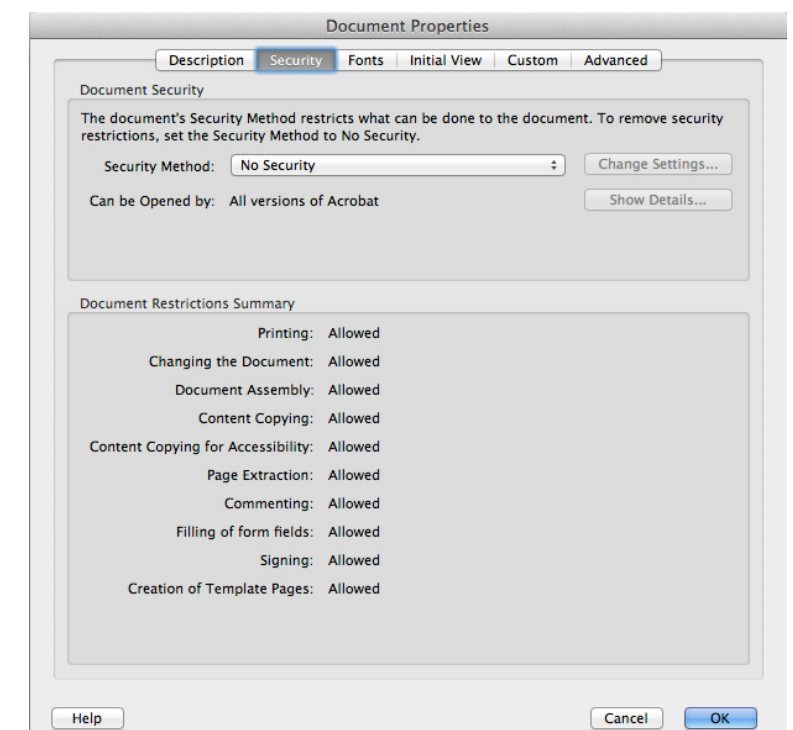 Document Properties
Description Security Fonts Initial View Custom Advanced
Document Security
The document's Security Method restricts what can be done to the document. To remove security
restrictions, set the Security Method to No Security.
Security Method: No Security Change Settings...
Can be Opened by: All versions of Acrobat Show Details...
Document Restrictions Summary
Printing: Allowed
Changing the Document: Allowed
Document Assembly: Allowed
Content Copying: Allowed
Content Copying for Accessibility: Allowed
Page Extraction: Allowed
Commenting: Allowed
Filling of form fields: Allowed
Signing: Allowed
Creation of Template Pages: Allowed
Help Cancel OK